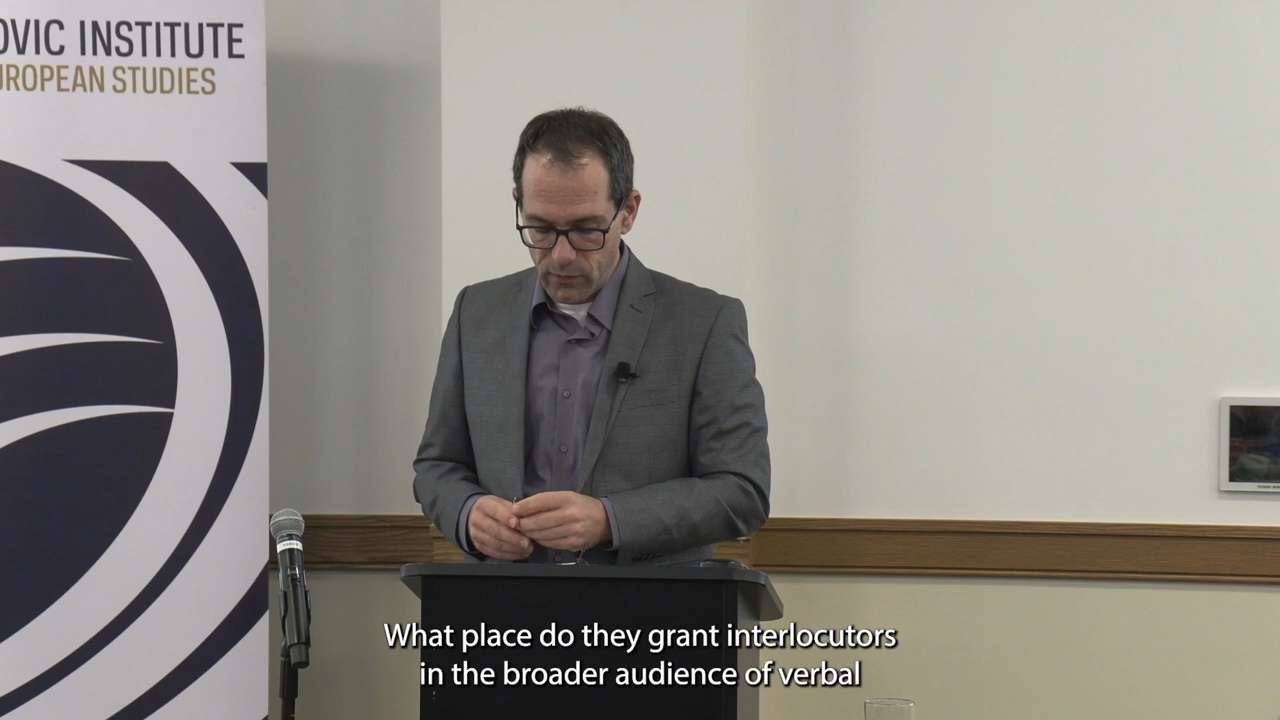 OVIC INSTITUTE
UROPEAN STUDIES
What place do they grant interlocutors
in the broader audience of verbal